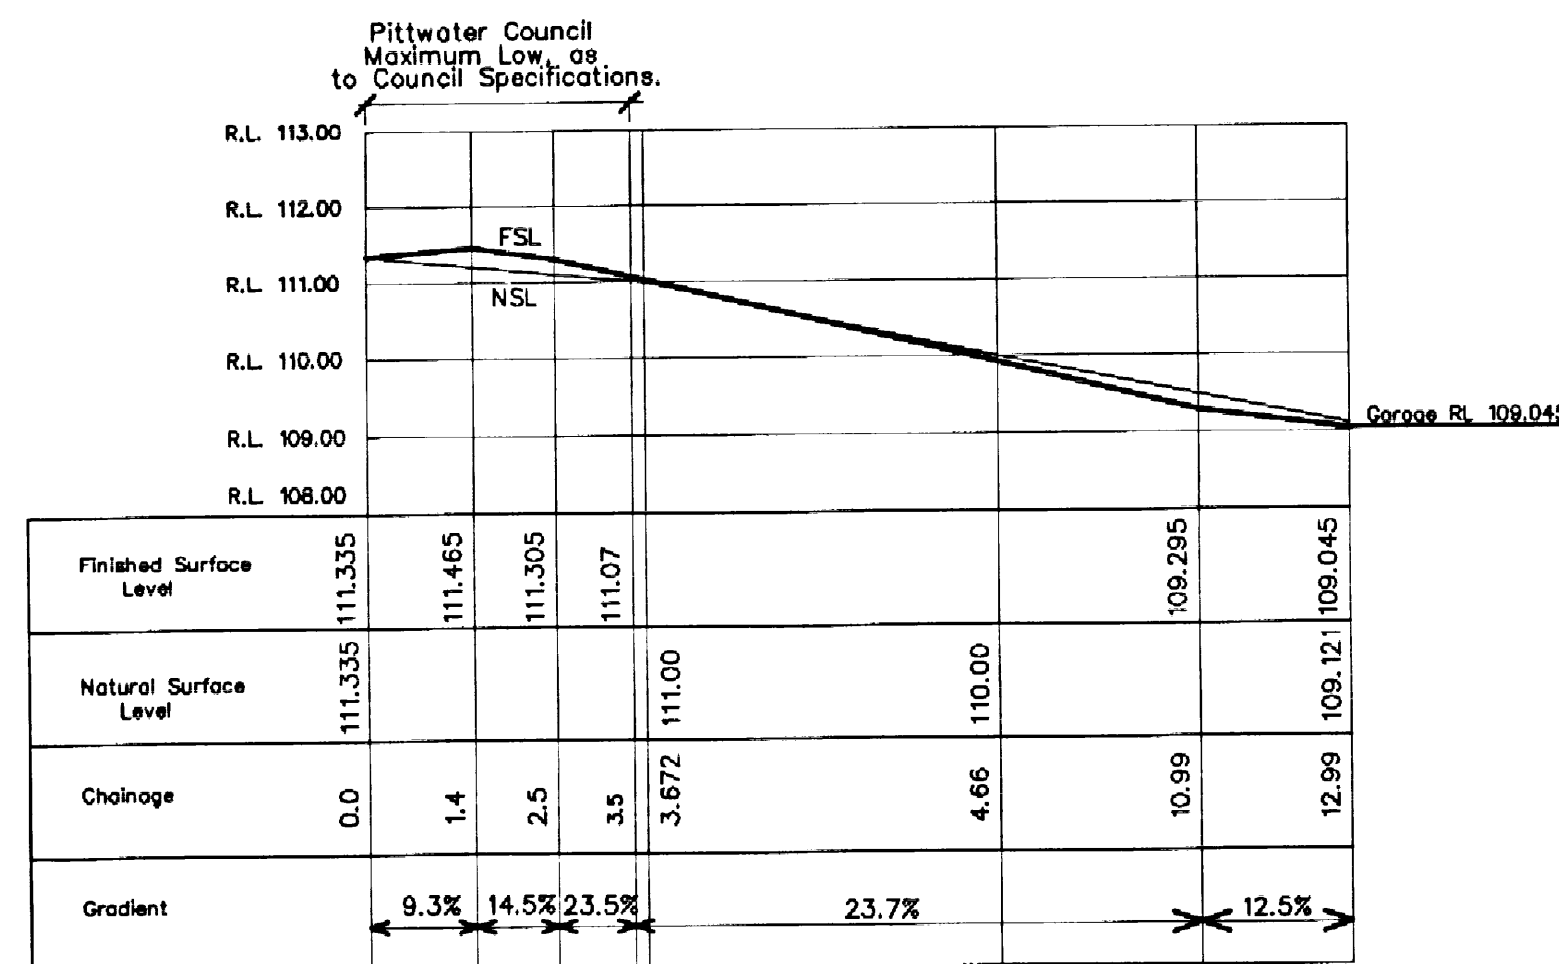 Pittwater Council
Maximum Low, as
to Council Specifications.
R.L. 113.00
R.L. 112.00
FSL
R.L. 111.00
NSL
R.L. 110.00
Garage RL 109.045
R.L. 109.00
R.L. 108.00
Finished Surface
Level
111.335
111.465
111.305
111.07
109.295
109.045
Natural Surface
Level
111.335
111.00
110.00
109.121
Chainage
0.0
1.4
2.5
3.5
3.672
4.66
10.99
12.99
Gradient
9.3%
14.5%
23.5%
23.7%
12.5%